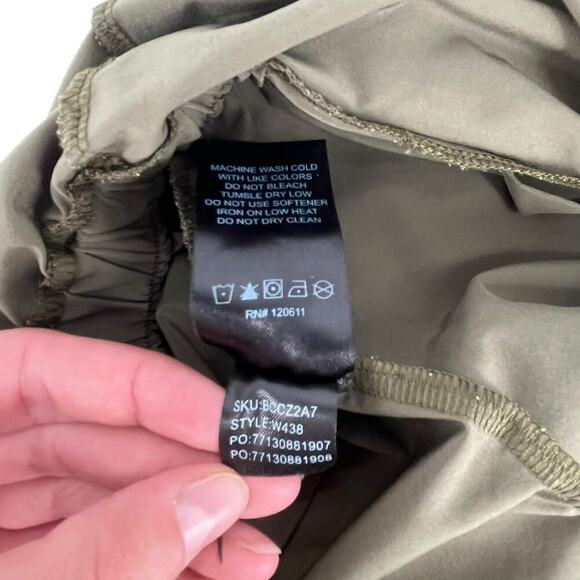 MACHINE WASH COLD
WITH LIKE COLORS
DO NOT BLEACH
TUMBLE DRY LOW
DO NOT USE SOFTENER
IRON ON LOW HEAT
DO NOT DRY CLEAN
RN# 120611
SKU:BCCZ2A7
STYLE:W438
PO:77130881907
PO:77130881908